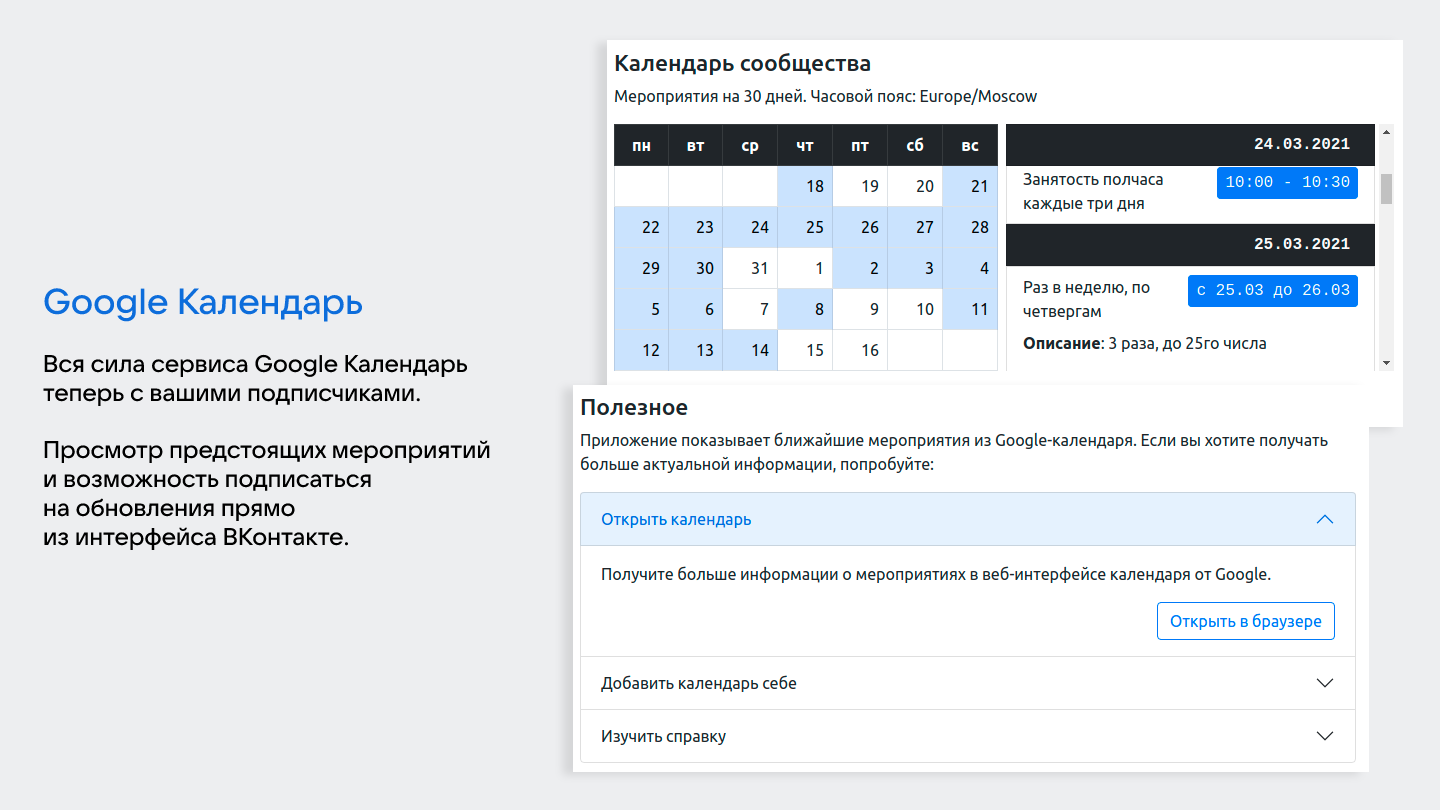 Google Календарь
Вся сила сервиса Google Календарь
теперь с вашими подписчиками.
Просмотр предстоящих мероприятий
и возможность подписаться
на обновления прямо
из интерфейса ВКонтакте.
Календарь сообщества
Мероприятия на 30 дней. Часовой пояс: Europe/Moscow
пн вт ср чт пт сб вс
18 19 20 21
22 23 24 25 26 27 28
29 30 31 1 2 3 4
5 6 7 8 9 10 11
12 13 14 15 16
24.03.2021
Занятость полчаса 10:00 - 10:30
каждые три дня
25.03.2021
Раз в неделю, по с 25.03 до 26.03
четвергам
Описание: 3 раза, до 25го числа
Полезное
Приложение показывает ближайшие мероприятия из Google-календаря. Если вы хотите получать
больше актуальной информации, попробуйте:
Открыть календарь
Получите больше информации о мероприятиях в веб-интерфейсе календаря от Google.
Открыть в браузере
Добавить календарь себе
Изучить справку